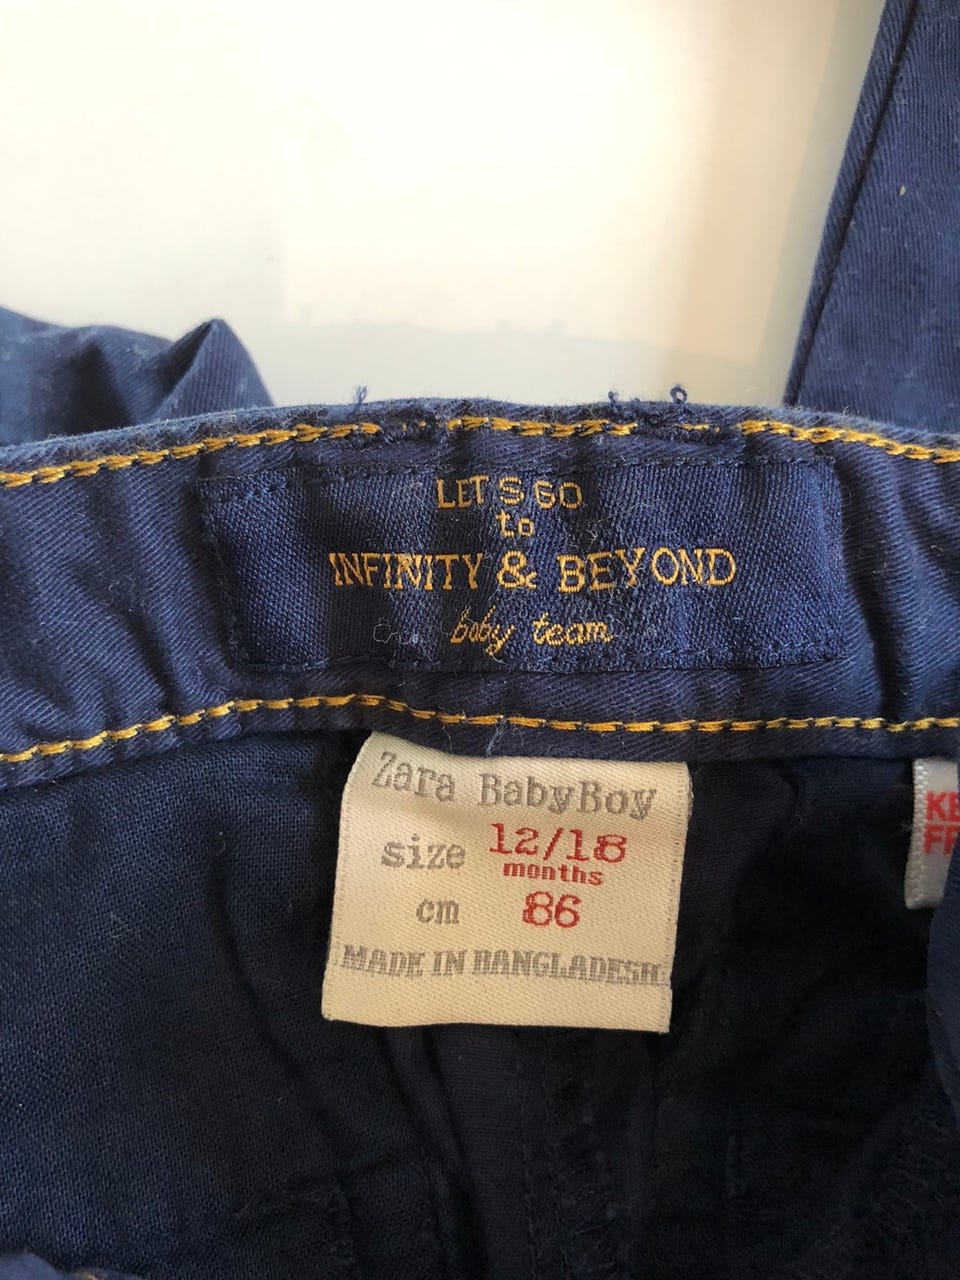 LET S GO
to
INFINITY & BEYOND
baby team
Zara BabyBoy
size 12/18
months
cm 86
MADE IN BANGLADESH